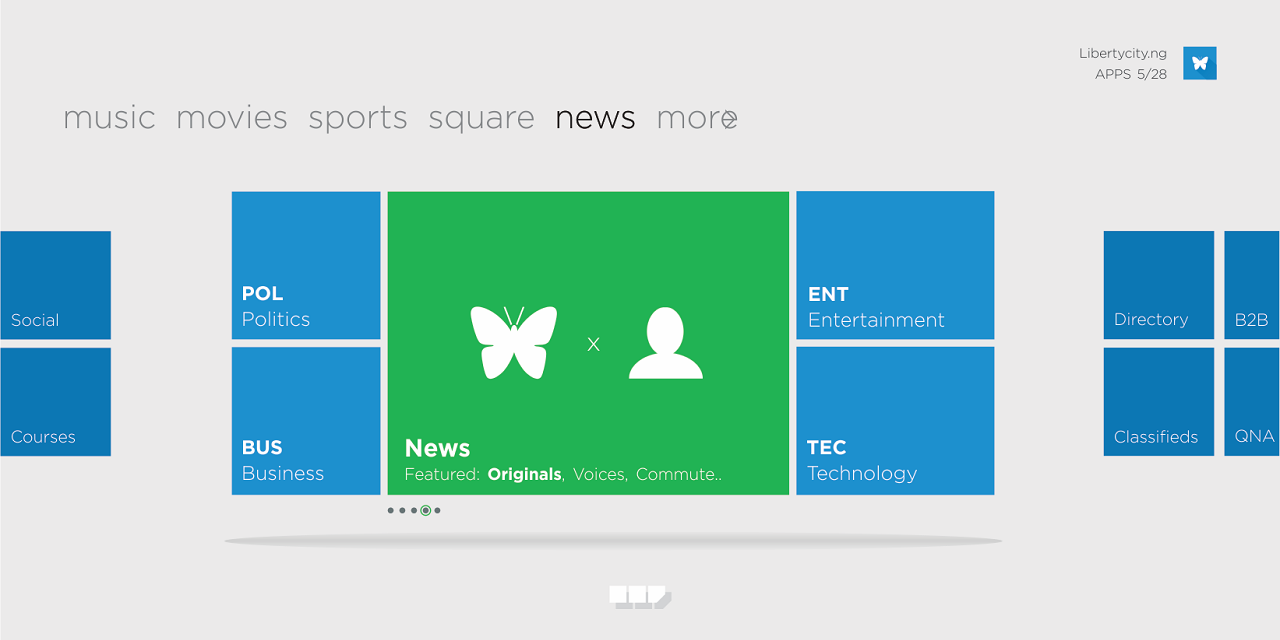 Libertycity.ng
APPS 5/28
music movies sports square news more
Social
Courses
POL
Politics
BUS
Business
X
News
Featured: Originals, Voices, Commute..
ENT
Entertainment
TEC
Technology
Directory
Classifieds
B2B
QNA